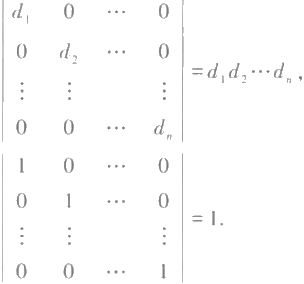 d₁ 0 ⋯ 0
0 d₂ ⋯ 0
⋮ ⋮ ⋮
0 0 ⋯ dₙ
= d₁d₂⋯dₙ,
1 0 ⋯ 0
0 1 ⋯ 0
⋮ ⋮ ⋮
0 0 ⋯ 1
= 1.